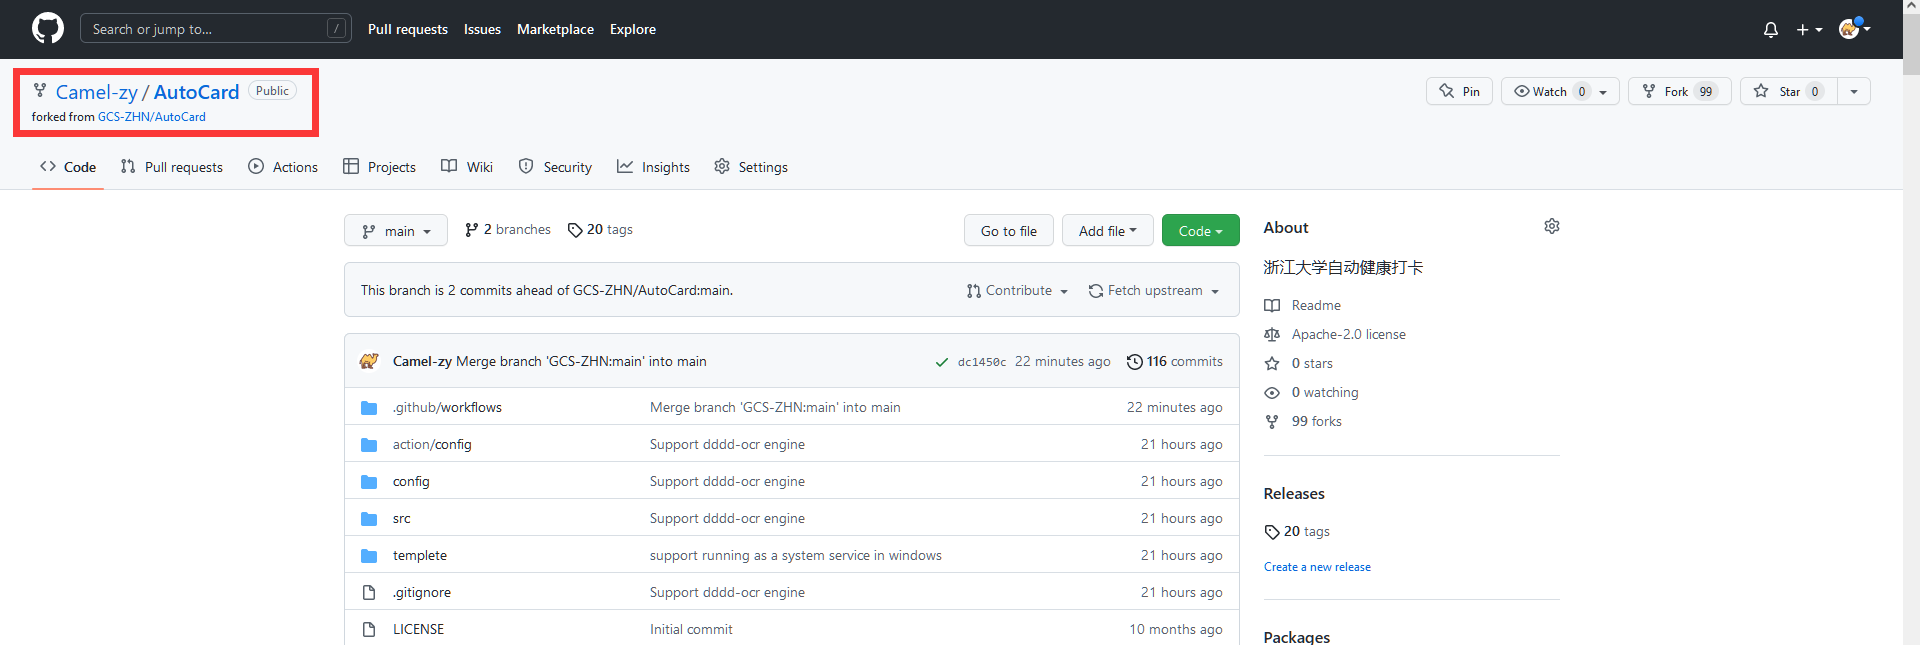 Search or jump to... /
Pull requests Issues Marketplace Explore
Camel-zy / AutoCard Public
forked from GCS-ZHN/AutoCard
Pin Watch 0 Fork 99 Star 0
Code Pull requests Actions Projects Wiki Security Insights Settings
main 2 branches 20 tags Go to file Add file Code
This branch is 2 commits ahead of GCS-ZHN/AutoCard:main. Contribute Fetch upstream
Camel-zy Merge branch 'GCS-ZHN:main' into main dc1450c 22 minutes ago 116 commits
.github/workflows Merge branch 'GCS-ZHN:main' into main 22 minutes ago
action/config Support dddd-ocr engine 21 hours ago
config Support dddd-ocr engine 21 hours ago
src Support dddd-ocr engine 21 hours ago
templete support running as a system service in windows 21 hours ago
.gitignore Support dddd-ocr engine 21 hours ago
LICENSE Initial commit 10 months ago
About
浙江大学自动健康打卡
Readme
Apache-2.0 license
0 stars
0 watching
99 forks
Releases
20 tags
Create a new release
Packages